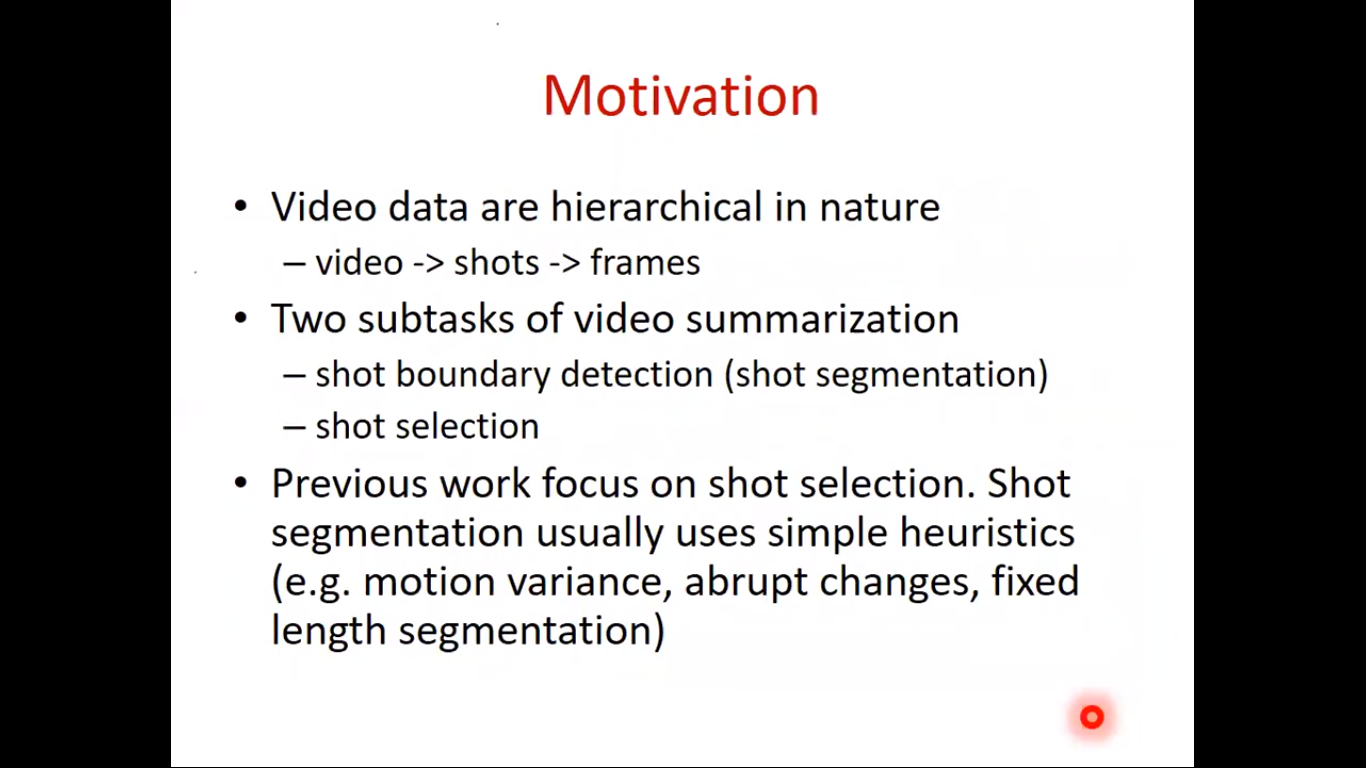 Motivation
• Video data are hierarchical in nature
– video -> shots -> frames
• Two subtasks of video summarization
– shot boundary detection (shot segmentation)
– shot selection
• Previous work focus on shot selection. Shot
segmentation usually uses simple heuristics
(e.g. motion variance, abrupt changes, fixed
length segmentation)